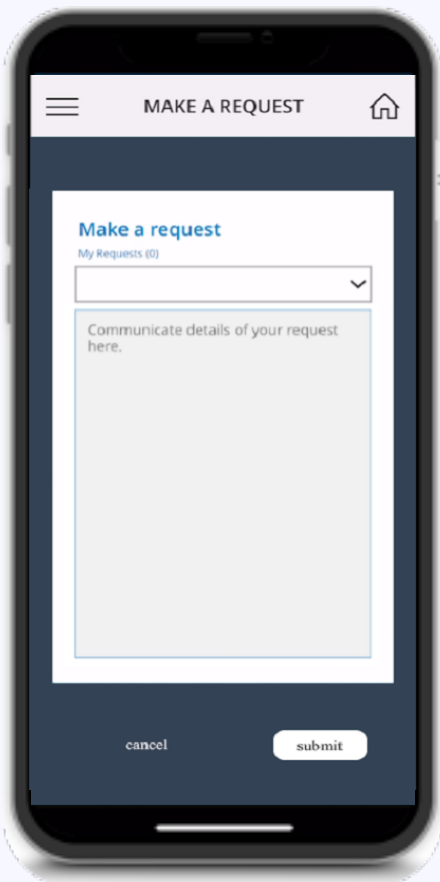 MAKE A REQUEST
Make a request
My Requests (0)
Communicate details of your request
here.
cancel
submit